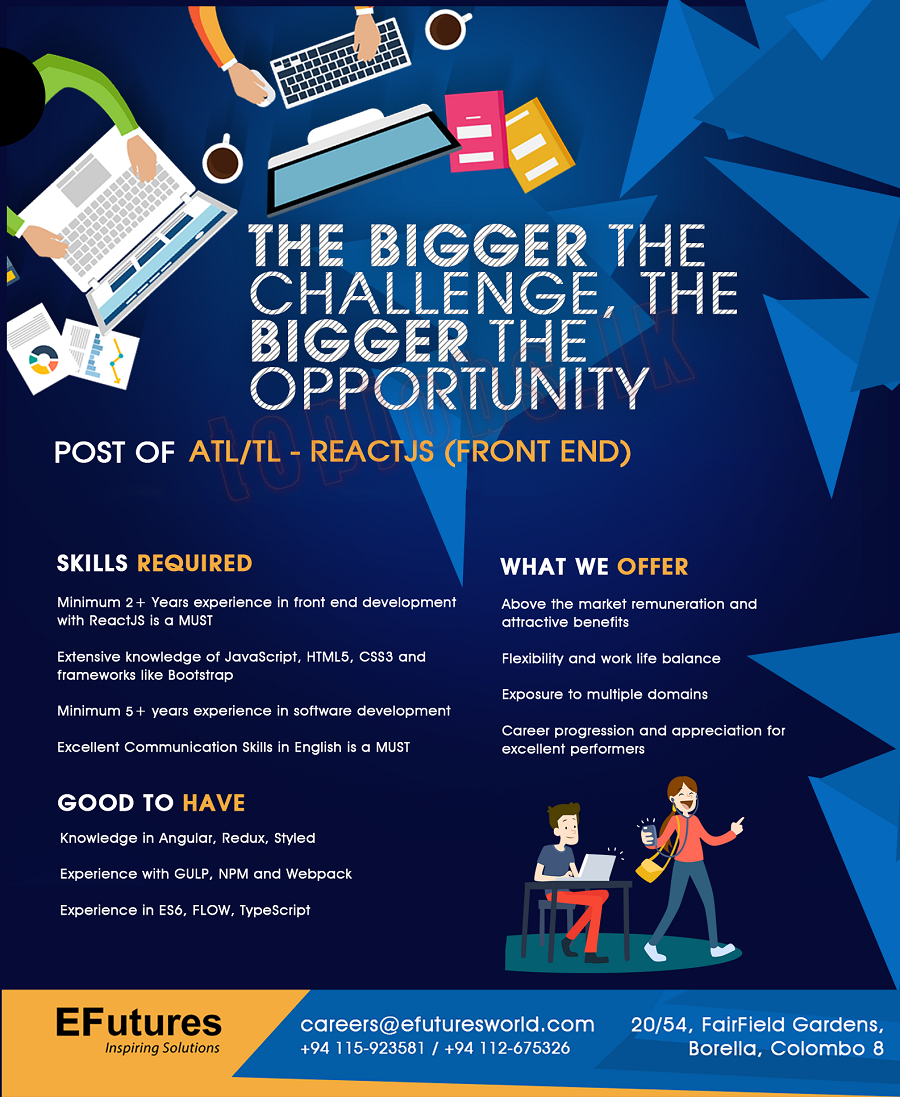 THE BIGGER THE
CHALLENGE, THE
BIGGER THE
OPPORTUNITY
topjobs.lk
POST OF ATL/TL - REACTJS (FRONT END)
SKILLS REQUIRED
Minimum 2+ Years experience in front end development
with ReactJS is a MUST
Extensive knowledge of JavaScript, HTML5, CSS3 and
frameworks like Bootstrap
Minimum 5+ years experience in software development
Excellent Communication Skills in English is a MUST
GOOD TO HAVE
Knowledge in Angular, Redux, Styled
Experience with GULP, NPM and Webpack
Experience in ES6, FLOW, TypeScript
WHAT WE OFFER
Above the market remuneration and
attractive benefits
Flexibility and work life balance
Exposure to multiple domains
Career progression and appreciation for
excellent performers
EFutures
Inspiring Solutions
careers@efuturesworld.com
+94 115-923581 / +94 112-675326
20/54, FairField Gardens,
Borella, Colombo 8